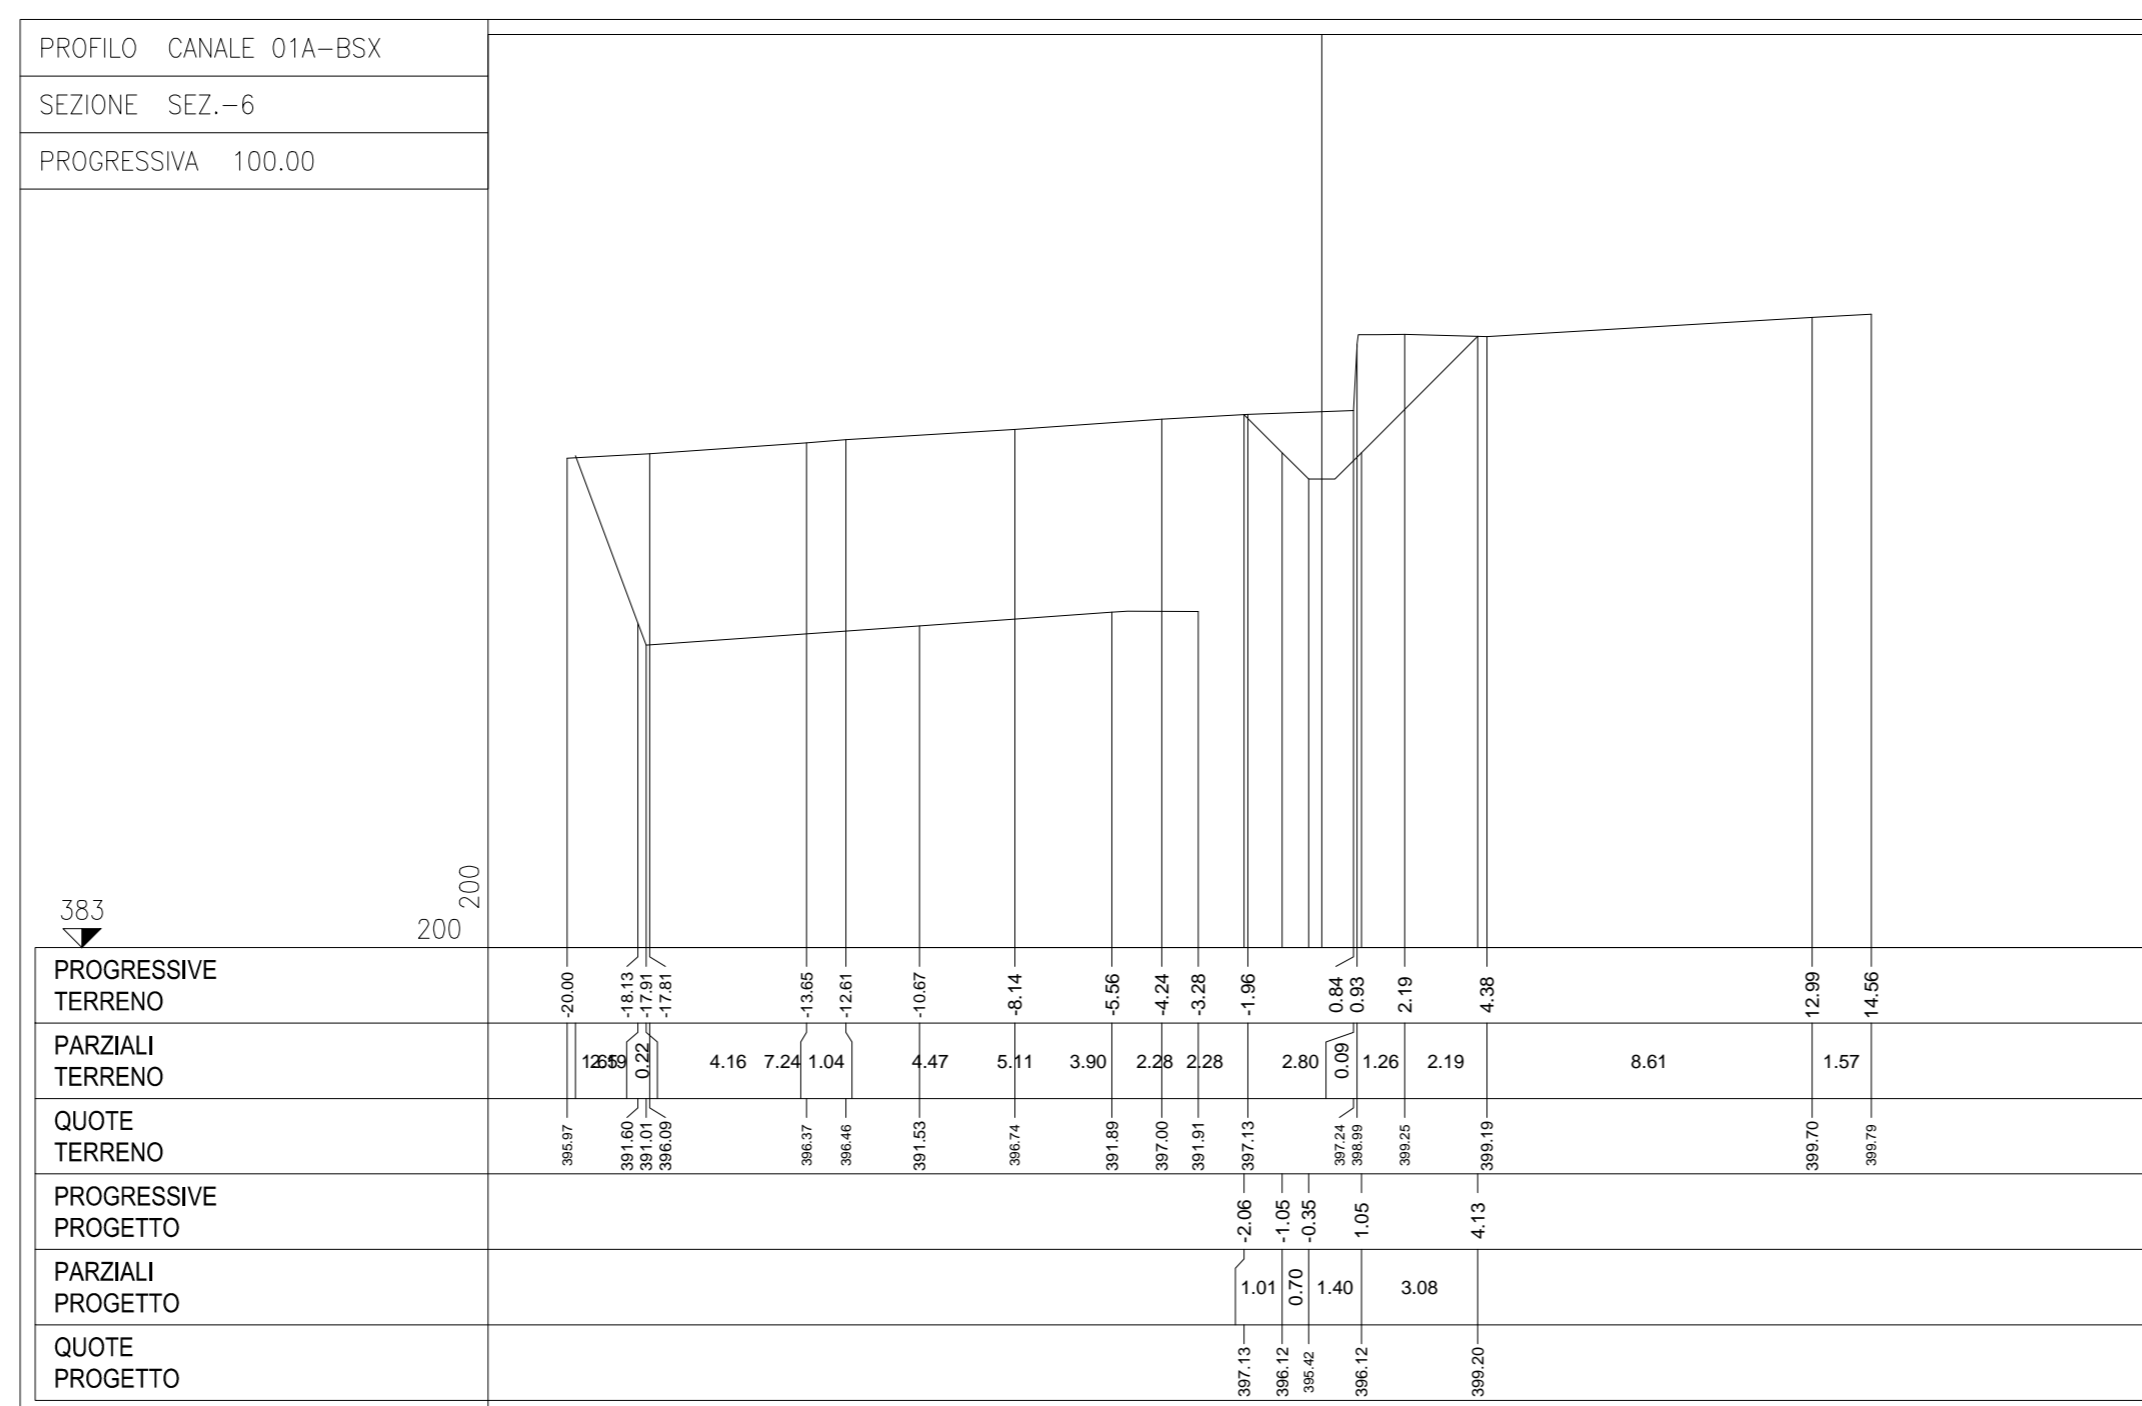 PROFILO CANALE 01A-BSX
SEZIONE SEZ.-6
PROGRESSIVA 100.00
200
383
200
PROGRESSIVE
TERRENO
-20.00 -18.13 -17.91 -17.81 -13.65 -12.61 -10.67 -8.14 -5.56 -4.24 -3.28 -1.96 0.84 0.93 2.19 4.38 12.99 14.56
PARZIALI
TERRENO
0.22 4.16 7.24 1.04 4.47 5.11 3.90 2.28 2.28 2.80 0.09 1.26 2.19 8.61 1.57
QUOTE
TERRENO
395.97 391.60 391.01 396.09 396.37 396.46 391.53 396.74 391.89 397.00 391.91 397.13 397.24 398.99 399.25 399.19 399.70 399.79
PROGRESSIVE
PROGETTO
-2.06 -1.05 -0.35 1.05 4.13
PARZIALI
PROGETTO
1.01 0.70 1.40 3.08
QUOTE
PROGETTO
397.13 396.12 395.42 396.12 399.20